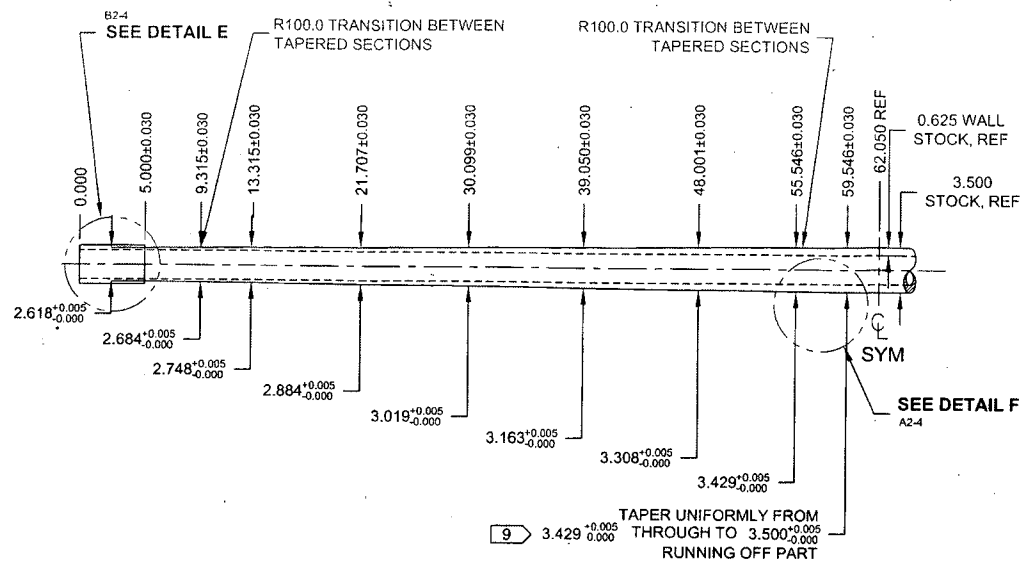 B2-4
SEE DETAIL E
R100.0 TRANSITION BETWEEN
TAPERED SECTIONS
R100.0 TRANSITION BETWEEN
TAPERED SECTIONS
0.000
5.000±0.030
9.315±0.030
13.315±0.030
21.707±0.030
30.099±0.030
39.050±0.030
48.001±0.030
55.546±0.030
59.546±0.030
62.050 REF
0.625 WALL
STOCK, REF
3.500
STOCK, REF
2.618 +0.005 -0.000
2.684 +0.005 -0.000
2.748 +0.005 -0.000
2.884 +0.005 -0.000
3.019 +0.005 -0.000
3.163 +0.005 -0.000
3.308 +0.005 -0.000
3.429 +0.005 -0.000
℄
SYM
SEE DETAIL F
A2-4
TAPER UNIFORMLY FROM
9 3.429 +0.005 0.000 THROUGH TO 3.500 +0.005 -0.000
RUNNING OFF PART